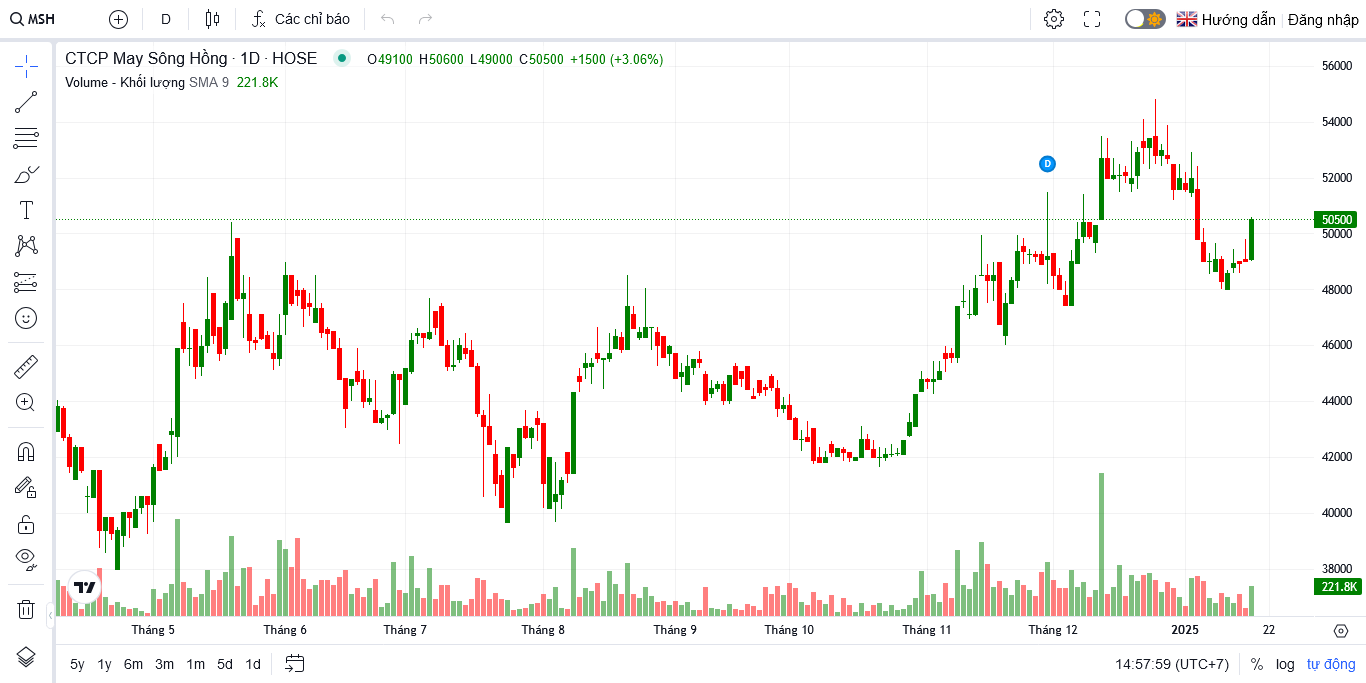 MSH D Các chỉ báo Hướng dẫn Đăng nhập
CTCP May Sông Hồng · 1D · HOSE O49100 H50600 L49000 C50500 +1500 (+3.06%)
Volume - Khối lượng SMA 9 221.8K
56000
54000
D
52000
50500
50000
48000
46000
44000
42000
40000
38000
221.8K
Tháng 5 Tháng 6 Tháng 7 Tháng 8 Tháng 9 Tháng 10 Tháng 11 Tháng 12 2025 22
5y 1y 6m 3m 1m 5d 1d 14:57:59 (UTC+7) % log tự động